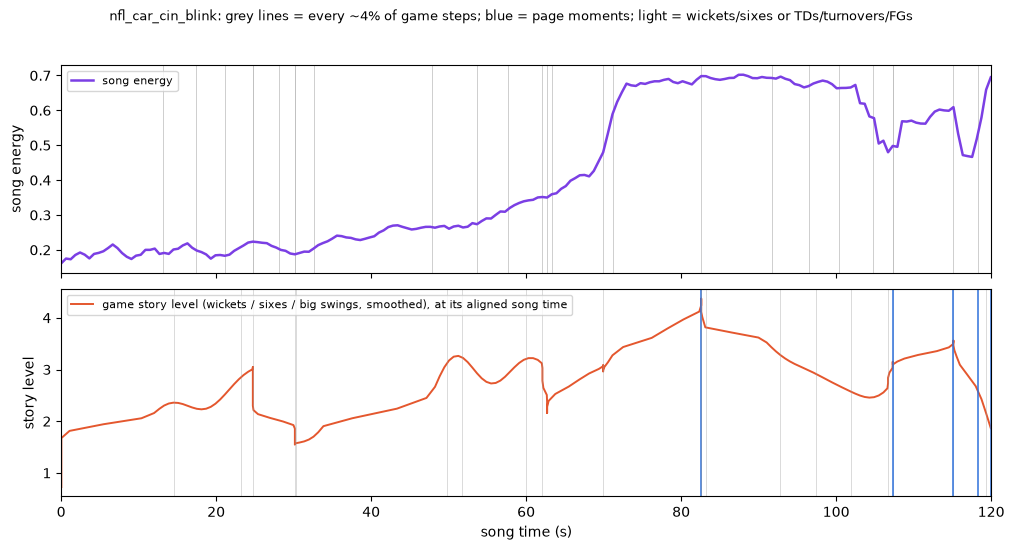 nfl_car_cin_blink: grey lines = every ~4% of game steps; blue = page moments; light = wickets/sixes or TDs/turnovers/FGs
song energy
song energy
0.7
0.6
0.5
0.4
0.3
0.2
game story level (wickets / sixes / big swings, smoothed), at its aligned song time
story level
4
3
2
1
0 20 40 60 80 100 120
song time (s)